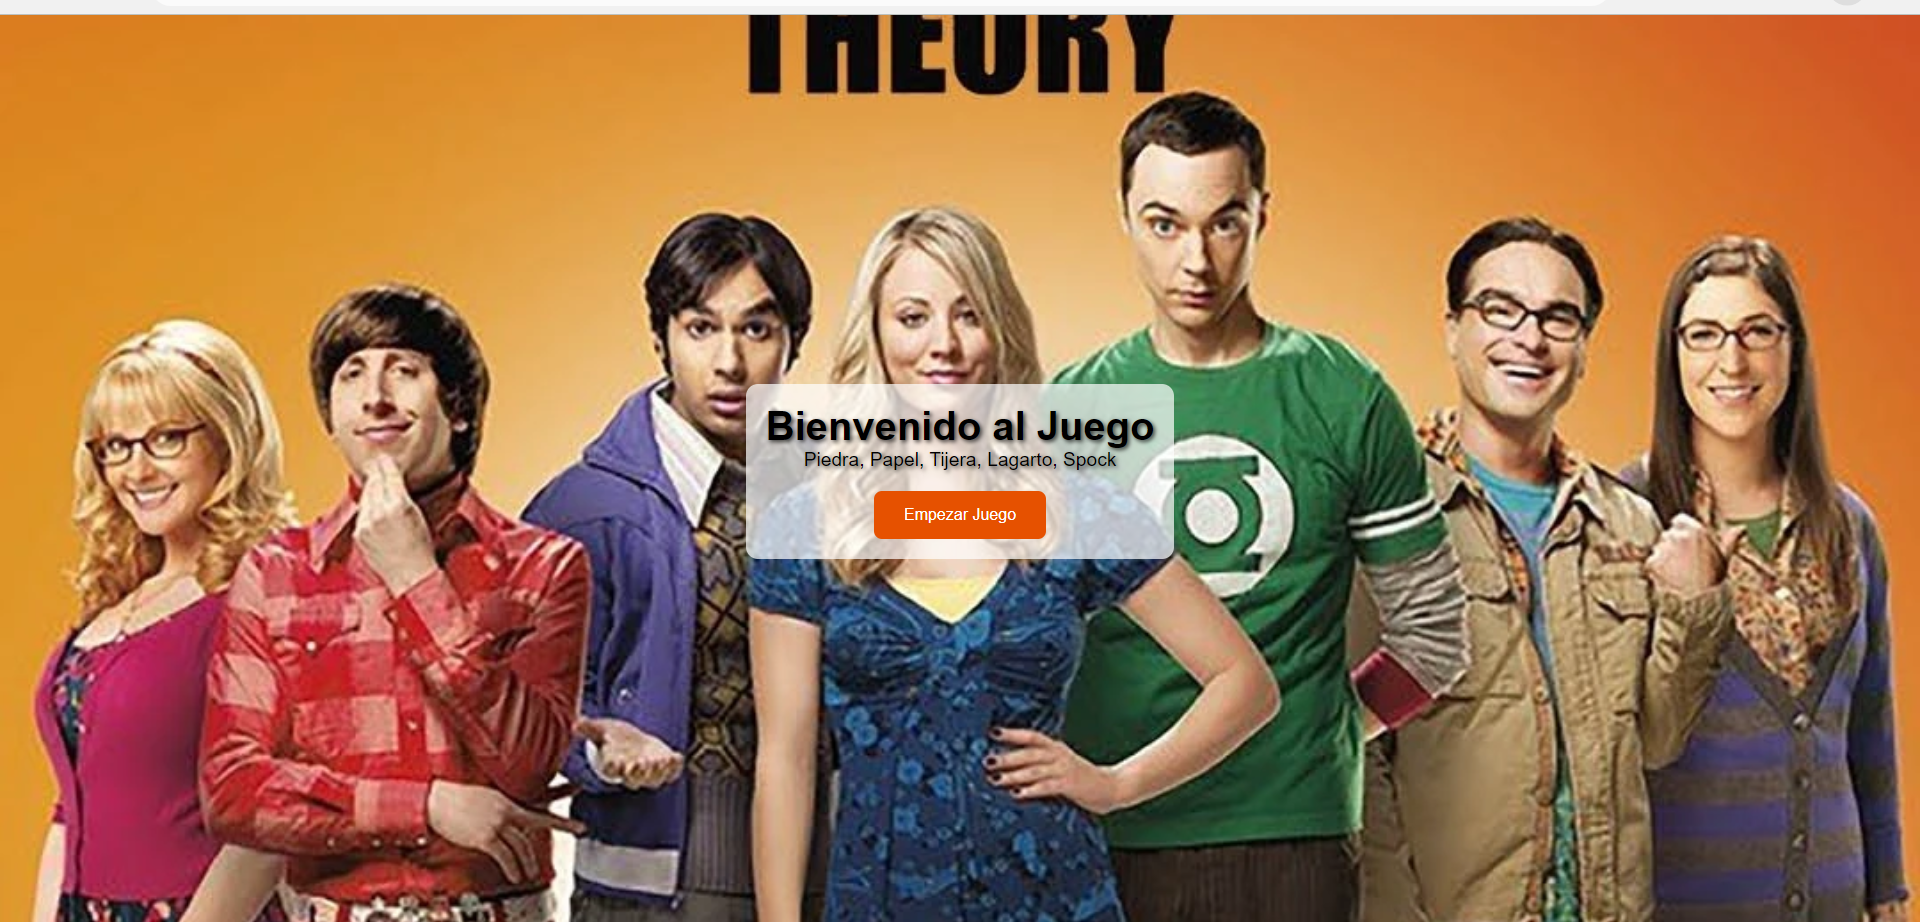 THEORY
Bienvenido al Juego
Piedra, Papel, Tijera, Lagarto, Spock
Empezar Juego